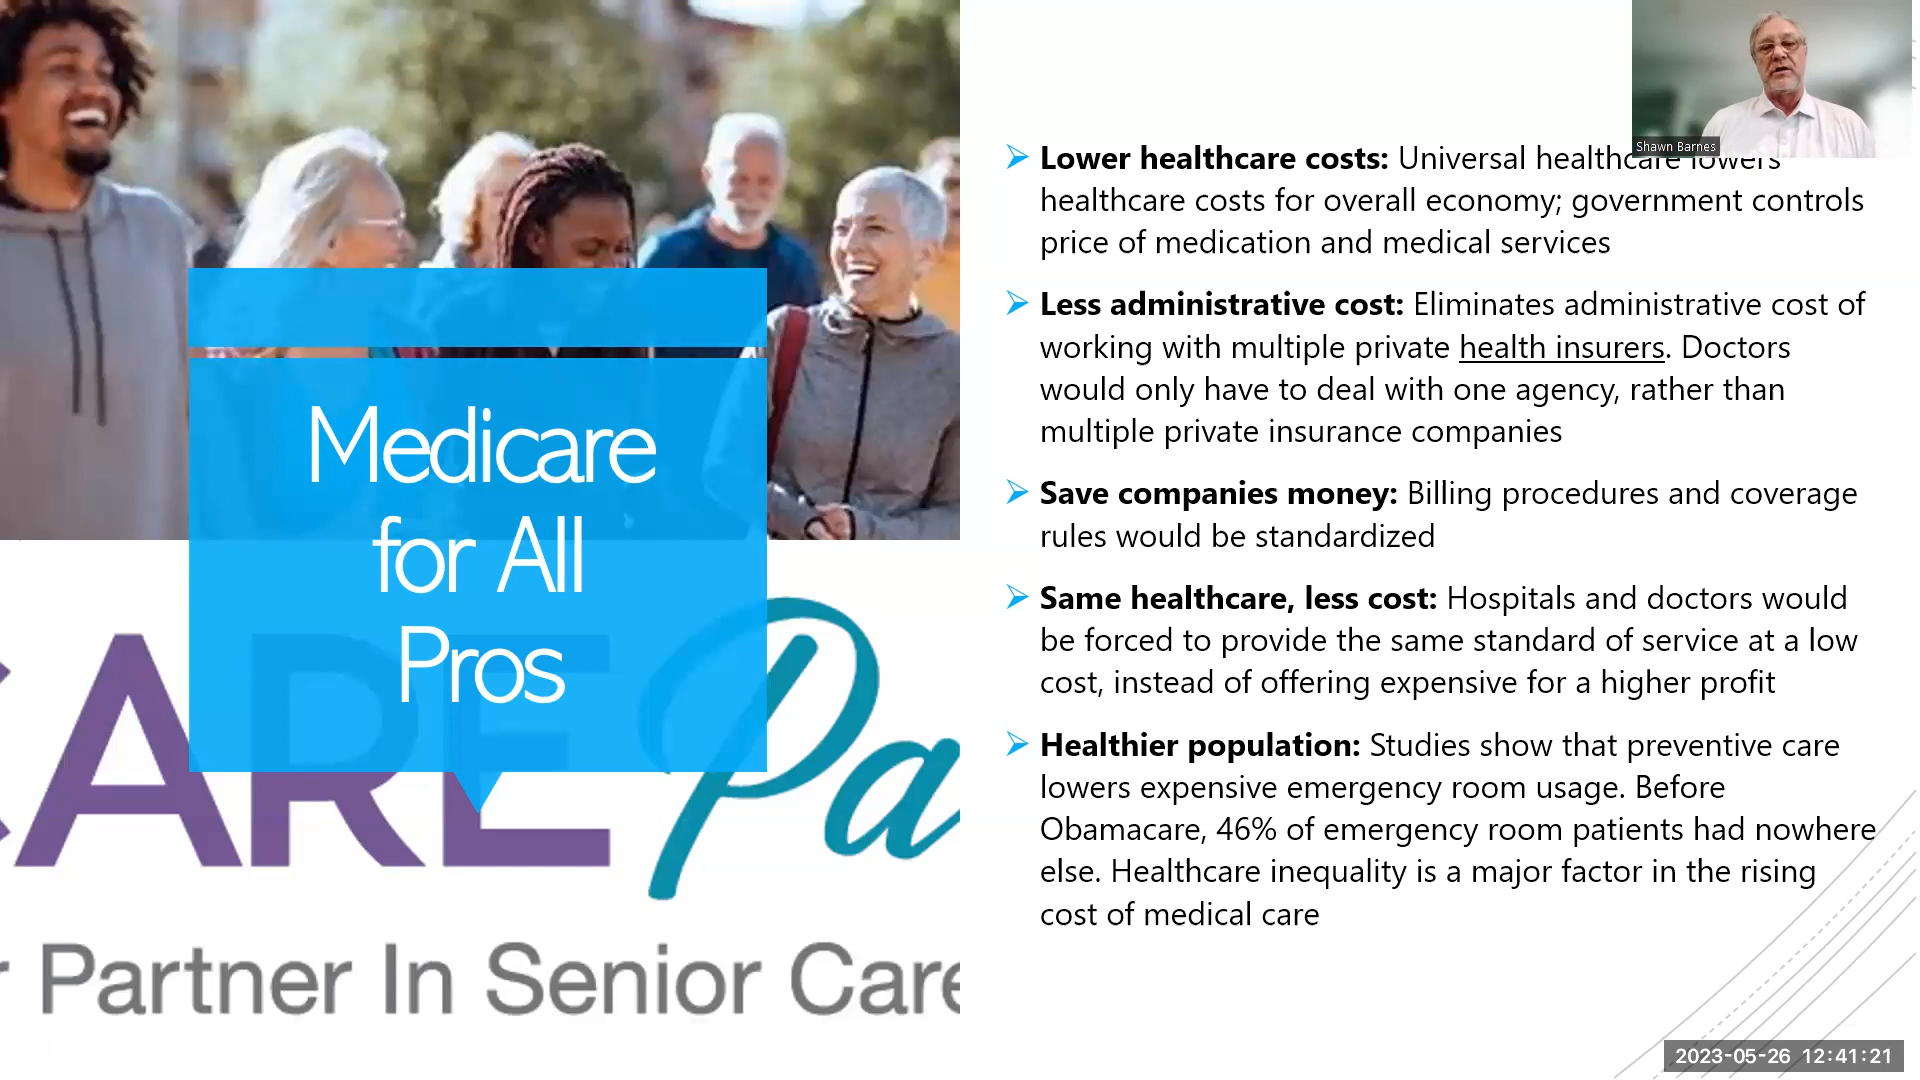 Shawn Barnes
Medicare
for All
Pros
Lower healthcare costs: Universal healthcare lowers
healthcare costs for overall economy; government controls
price of medication and medical services
Less administrative cost: Eliminates administrative cost of
working with multiple private health insurers. Doctors
would only have to deal with one agency, rather than
multiple private insurance companies
Save companies money: Billing procedures and coverage
rules would be standardized
Same healthcare, less cost: Hospitals and doctors would
be forced to provide the same standard of service at a low
cost, instead of offering expensive for a higher profit
Healthier population: Studies show that preventive care
lowers expensive emergency room usage. Before
Obamacare, 46% of emergency room patients had nowhere
else. Healthcare inequality is a major factor in the rising
cost of medical care
CARE Pa
r Partner In Senior Care
2023-05-26 12:41:21